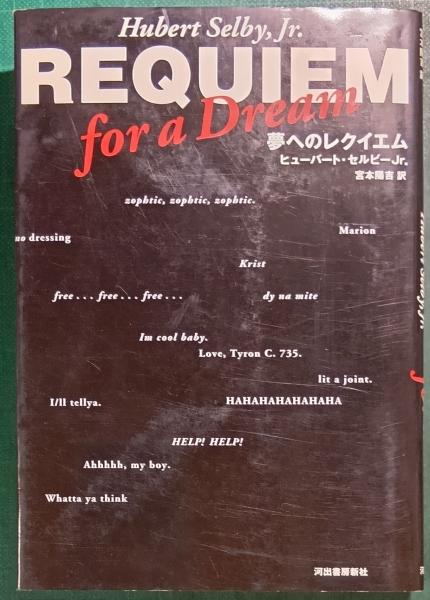 Hubert Selby, Jr.
REQUIEM
for a Dream
夢へのレクイエム
ヒューバート・セルビーJr.
宮本陽吉 訳
zophtic, zophtic, zophtic.
no dressing
Marion
Krist
free . . . free . . . free . . .
dy na mite
Im cool baby.
Love, Tyron C. 735.
lit a joint.
I/ll tellya.
HAHAHAHAHAHAHA
HELP! HELP!
Ahhhhh, my boy.
Whatta ya think
河出書房新社